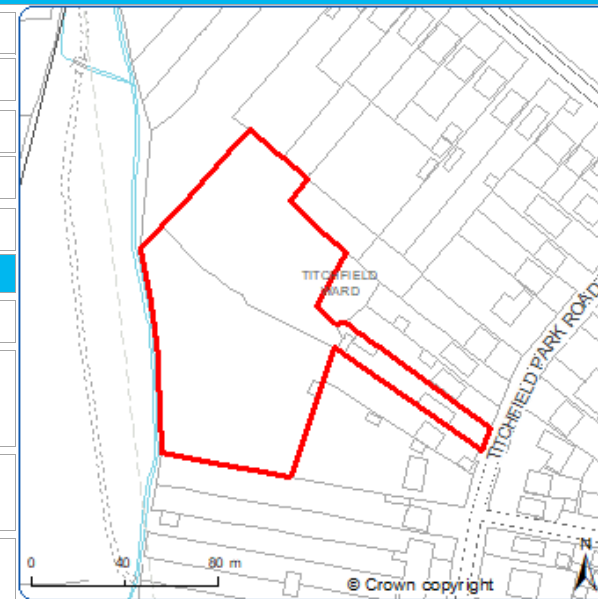 TITCHFIELD
WARD
TITCHFIELD PARK ROAD
0 40 80 m
N
© Crown copyright